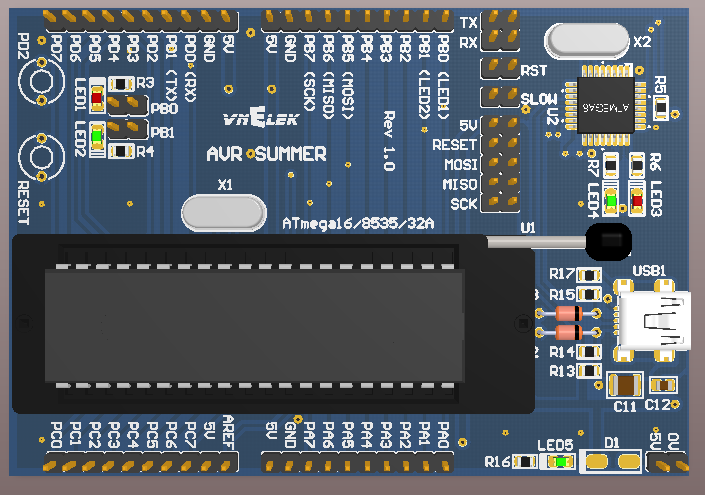 PD7 PD6 PD5 PD4 PD3 PD2 PD1 (TX) PD0 (RX) GND 5V
5V GND PB7 (SCK) PB6 (MISO) PB5 (MOSI) PB4 PB3 PB2 PB1 (LED2) PB0 (LED1)
TX
RX
RST
SLOW
5V
RESET
MOSI
MISO
SCK
X2
U2
ATMEGA8
R5
R7
R6
LED4
LED3
PD2
LED1
R3
PB0
LED2
PB1
R4
RESET
VNELEK
AVR SUMMER
Rev 1.0
X1
ATmega16/8535/32A
U1
R17
R15
R14
R13
USB1
C11
C12
PC0 PC1 PC2 PC3 PC4 PC5 PC6 PC7 5V AREF
5V GND PA7 PA6 PA5 PA4 PA3 PA2 PA1 PA0
R16
LED5
D1
5V
0V